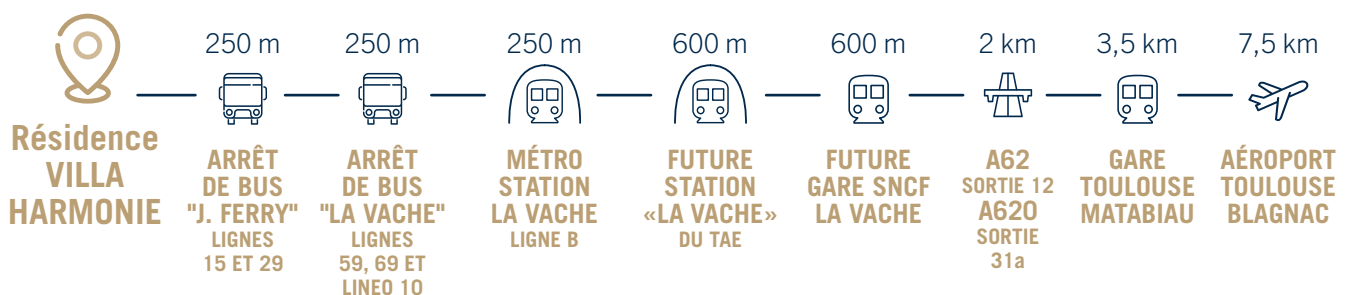 Résidence
VILLA
HARMONIE
250 m
ARRÊT
DE BUS
"J. FERRY"
LIGNES
15 ET 29
250 m
ARRÊT
DE BUS
"LA VACHE"
LIGNES
59, 69 ET
LINEO 10
250 m
MÉTRO
STATION
LA VACHE
LIGNE B
600 m
FUTURE
STATION
«LA VACHE»
DU TAE
600 m
FUTURE
GARE SNCF
LA VACHE
2 km
A62
SORTIE 12
A620
SORTIE
31a
3,5 km
GARE
TOULOUSE
MATABIAU
7,5 km
AÉROPORT
TOULOUSE
BLAGNAC